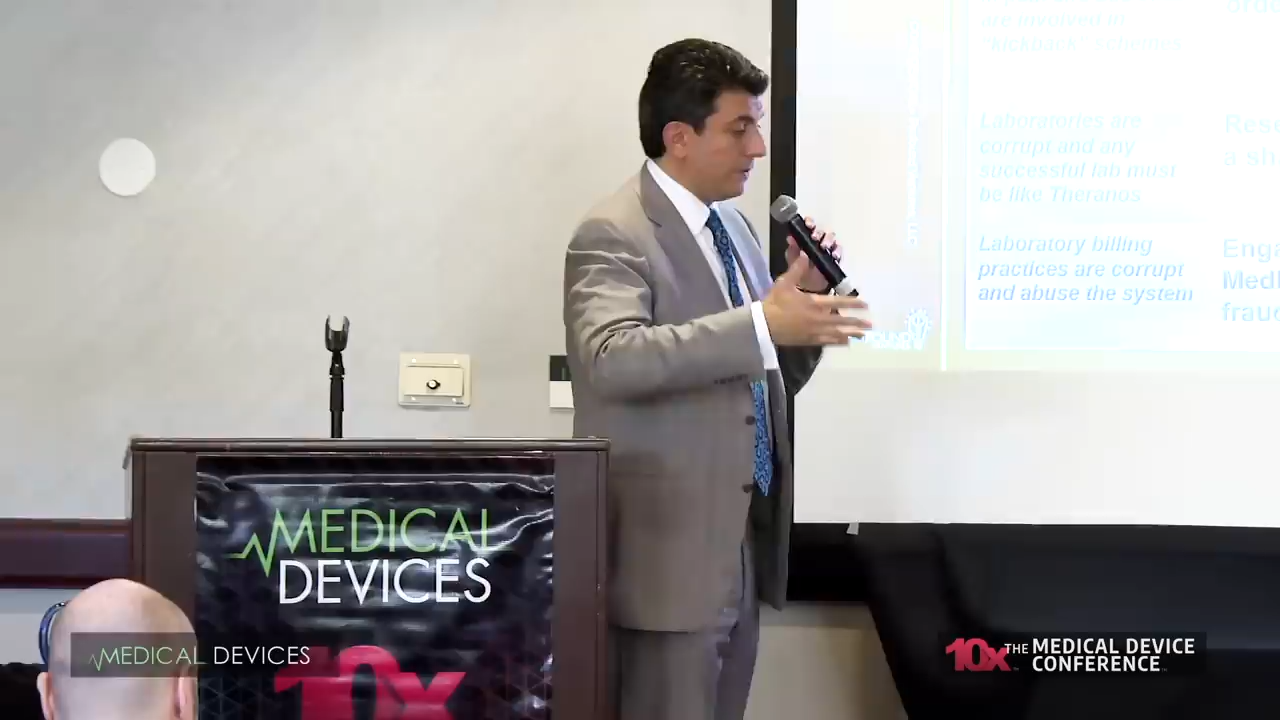 are involved in
"kickback" schemes
Laboratories are
corrupt and any
successful lab must
be like Theranos
Laboratory billing
practices are corrupt
and abuse the system
MEDICAL
DEVICES
10x
MEDICAL DEVICES
10x THE MEDICAL DEVICE
CONFERENCE